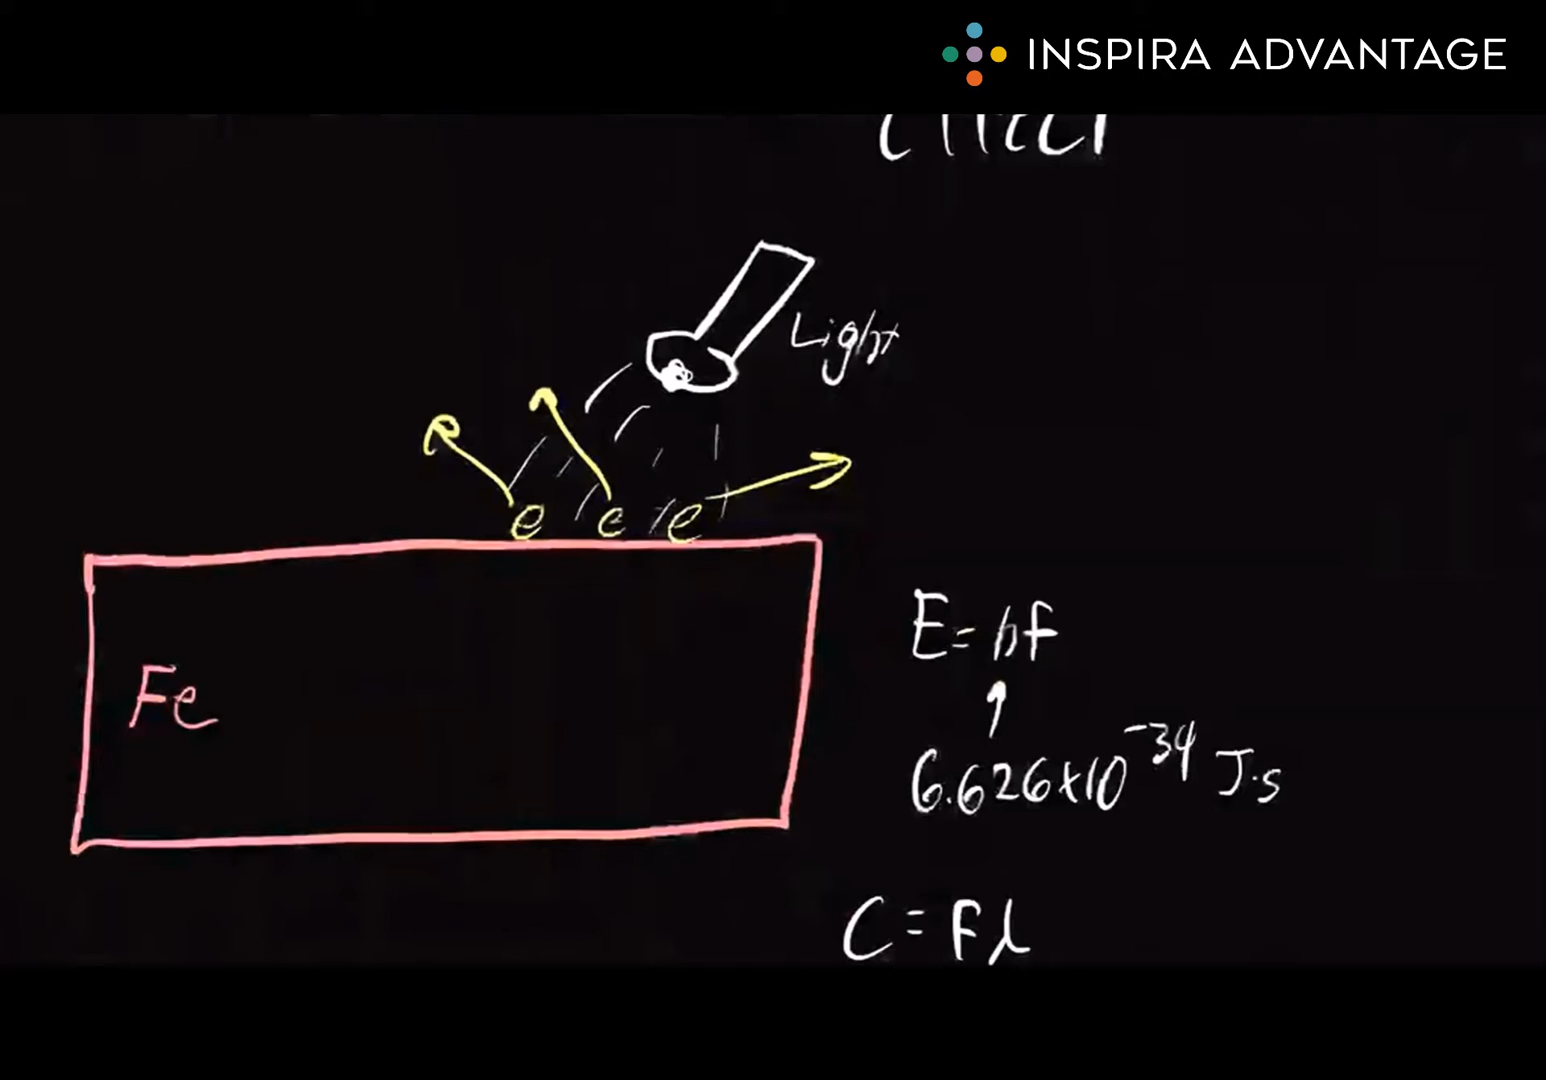 INSPIRA ADVANTAGE
Light
e e e
Fe
E=hf
6.626x10⁻³⁴ J·s
C=Fλ